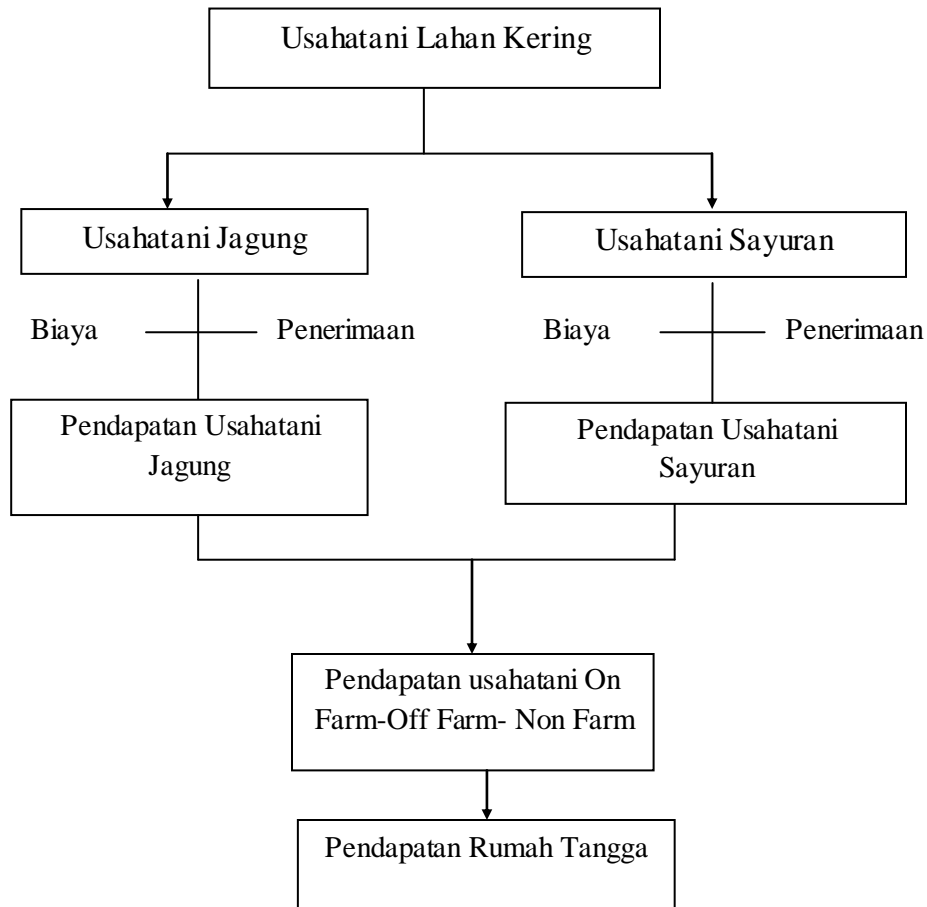 Usahatani Lahan Kering
Usahatani Jagung
Usahatani Sayuran
Biaya
Penerimaan
Biaya
Penerimaan
Pendapatan Usahatani
Jagung
Pendapatan Usahatani
Sayuran
Pendapatan usahatani On
Farm-Off Farm- Non Farm
Pendapatan Rumah Tangga